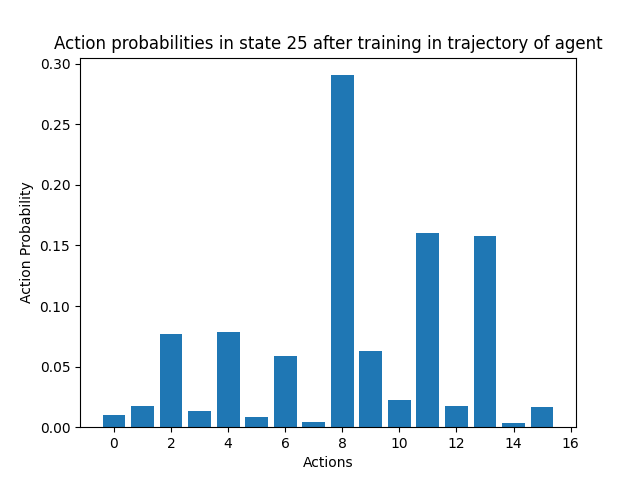 Action probabilities in state 25 after training in trajectory of agent
0.30
0.25
0.20
0.15
0.10
0.05
0.00
Action Probability
0 2 4 6 8 10 12 14 16
Actions